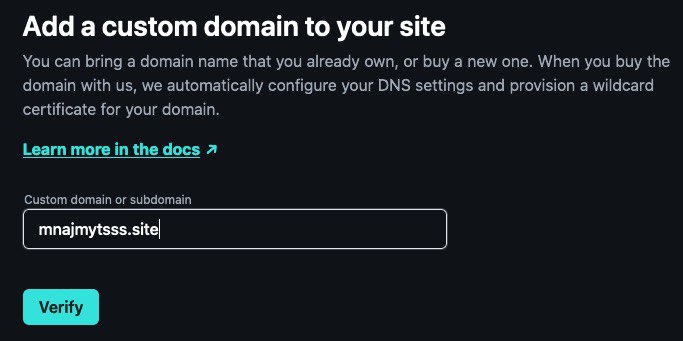 Add a custom domain to your site
You can bring a domain name that you already own, or buy a new one. When you buy the
domain with us, we automatically configure your DNS settings and provision a wildcard
certificate for your domain.
Learn more in the docs ↗
Custom domain or subdomain
mnajmytsss.site
Verify